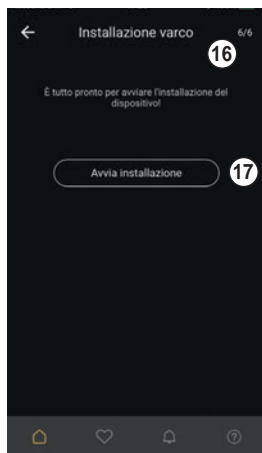 Installazione varco 6/6
16
È tutto pronto per avviare l'installazione del
dispositivo!
Avvia installazione 17